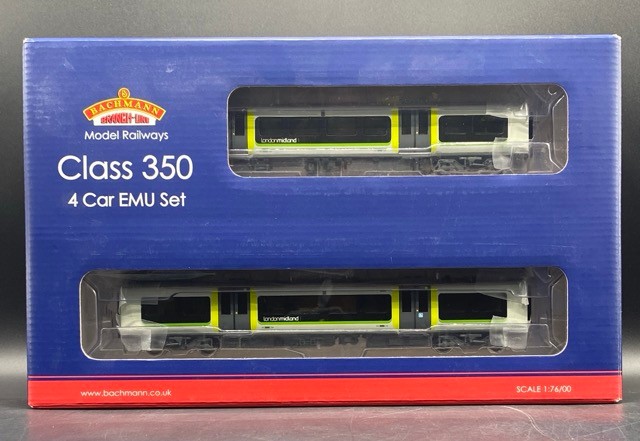 BACHMANN
BRANCH-LINE
Model Railways
Class 350
4 Car EMU Set
londonmidland
londonmidland
www.bachmann.co.uk
SCALE 1:76/00